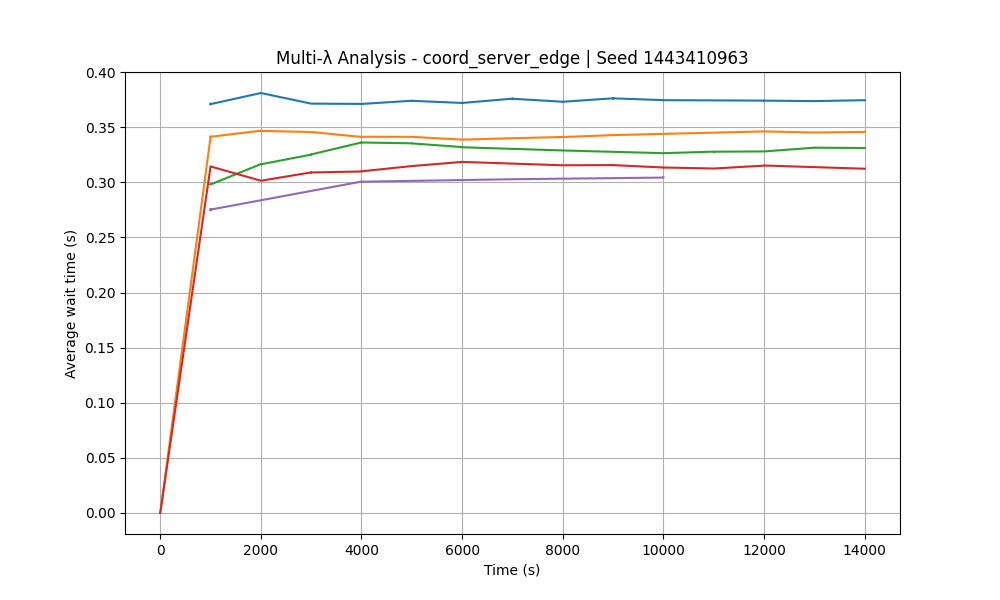 Multi-λ Analysis - coord_server_edge | Seed 1443410963
Average wait time (s)
0.40
0.35
0.30
0.25
0.20
0.15
0.10
0.05
0.00
0 2000 4000 6000 8000 10000 12000 14000
Time (s)